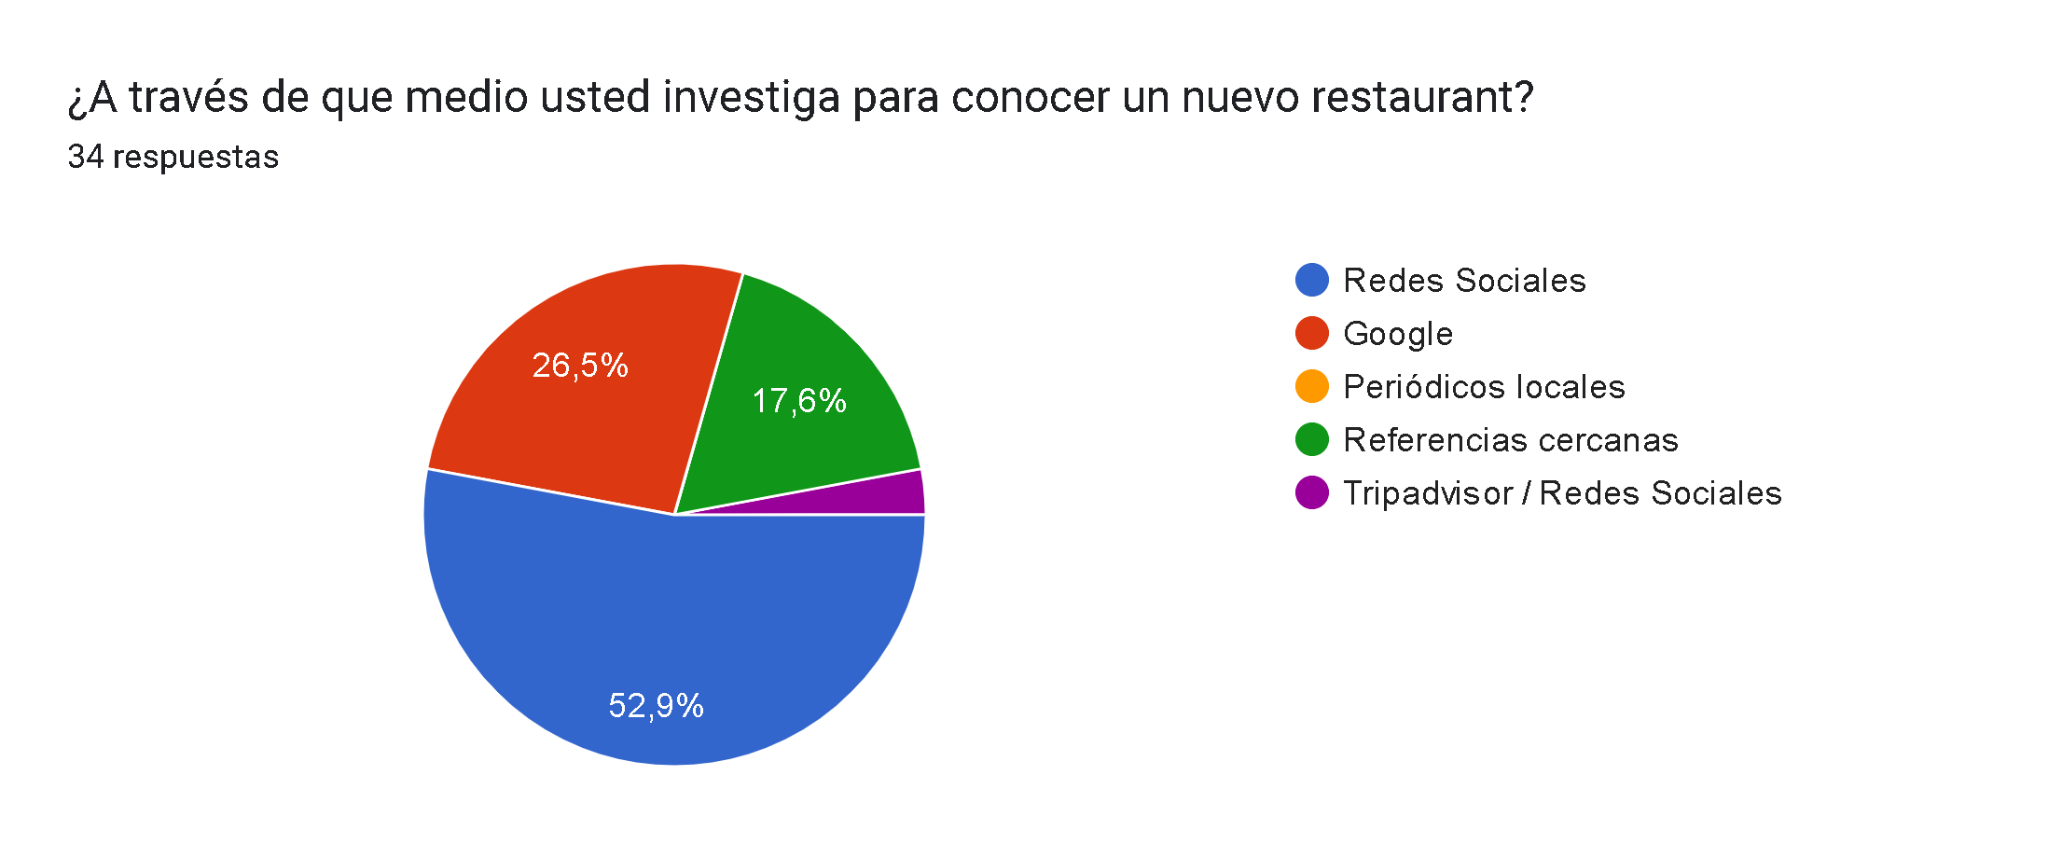 ¿A través de que medio usted investiga para conocer un nuevo restaurant?
34 respuestas
26,5%
17,6%
52,9%
Redes Sociales
Google
Periódicos locales
Referencias cercanas
Tripadvisor / Redes Sociales